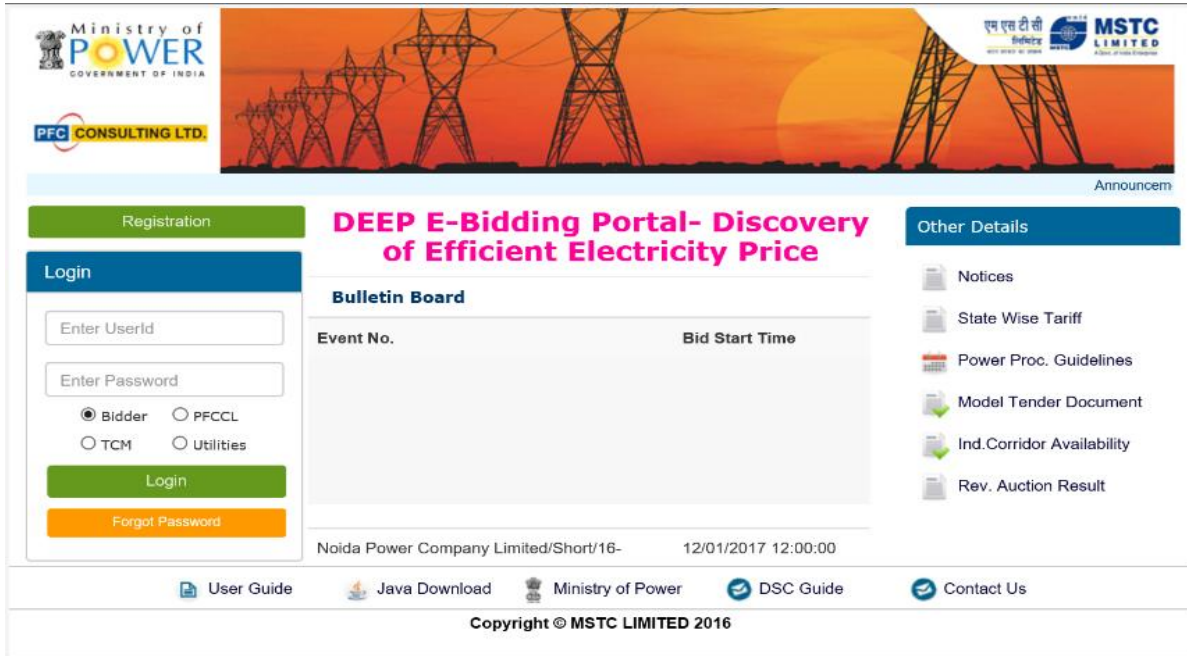 Ministry of
POWER
GOVERNMENT OF INDIA
PFC CONSULTING LTD.
एम एस टी सी
लिमिटेड
MSTC
MSTC
LIMITED
Announcem
Registration
Login
Enter UserId
Enter Password
Bidder PFCCL
TCM Utilities
Login
Forgot Password
DEEP E-Bidding Portal- Discovery
of Efficient Electricity Price
Bulletin Board
Event No. Bid Start Time
Noida Power Company Limited/Short/16- 12/01/2017 12:00:00
Other Details
Notices
State Wise Tariff
Power Proc. Guidelines
Model Tender Document
Ind.Corridor Availability
Rev. Auction Result
User Guide Java Download Ministry of Power DSC Guide Contact Us
Copyright © MSTC LIMITED 2016